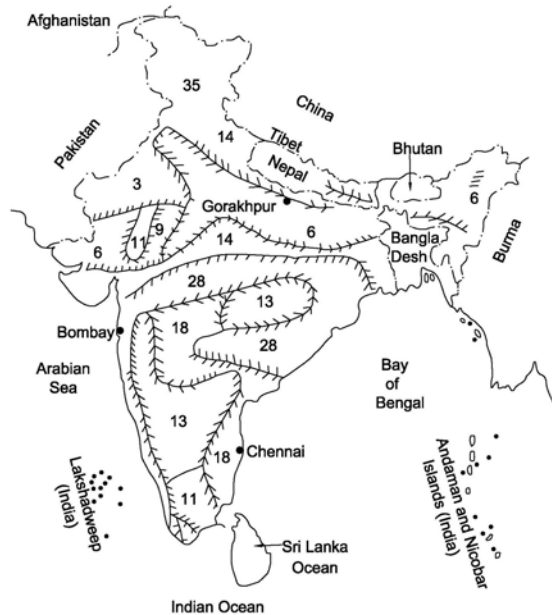 Afghanistan
35
China
14
Tibet
Pakistan
Nepal
Bhutan
3
6
Gorakhpur
9
11
6
14
6
Bangla
Desh
Burma
28
13
18
Bombay
28
Arabian
Sea
Bay
of
Bengal
13
18
Chennai
11
Lakshadweep
(India)
Andaman and Nicobar
Islands (India)
Sri Lanka
Ocean
Indian Ocean